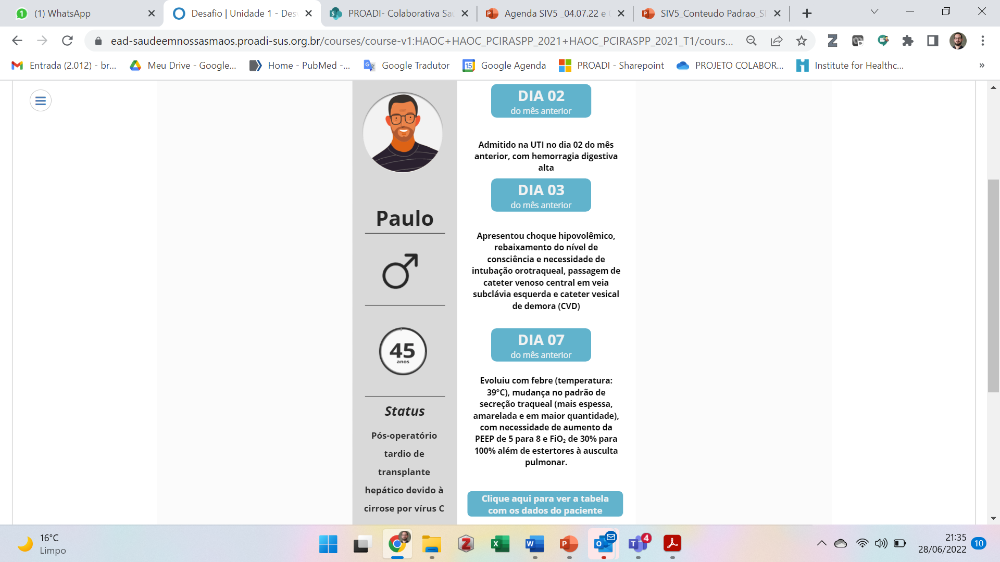 (1) WhatsApp
Desafio | Unidade 1 - Des
PROADI- Colaborativa Sa
Agenda SIV5 _04.07.22 e
SIV5_Conteudo Padrao_S
ead-saudeemnossasmaos.proadi-sus.org.br/courses/course-v1:HAOC+HAOC_PCIRASPP_2021+HAOC_PCIRASPP_2021_T1/cours...
Entrada (2.012) - br...
Meu Drive - Google...
Home - PubMed -...
Google Tradutor
Google Agenda
PROADI - Sharepoint
PROJETO COLABOR...
Institute for Healthc...
»
Paulo
45
anos
Status
Pós-operatório
tardio de
transplante
hepático devido à
cirrose por vírus C
DIA 02
do mês anterior
Admitido na UTI no dia 02 do mês
anterior, com hemorragia digestiva
alta
DIA 03
do mês anterior
Apresentou choque hipovolêmico,
rebaixamento do nível de
consciência e necessidade de
intubação orotraqueal, passagem de
cateter venoso central em veia
subclávia esquerda e cateter vesical
de demora (CVD)
DIA 07
do mês anterior
Evoluiu com febre (temperatura:
39°C), mudança no padrão de
secreção traqueal (mais espessa,
amarelada e em maior quantidade),
com necessidade de aumento da
PEEP de 5 para 8 e FiO₂ de 30% para
100% além de estertores à ausculta
pulmonar.
Clique aqui para ver a tabela
com os dados do paciente
16°C
Limpo
4
21:35
28/06/2022
10